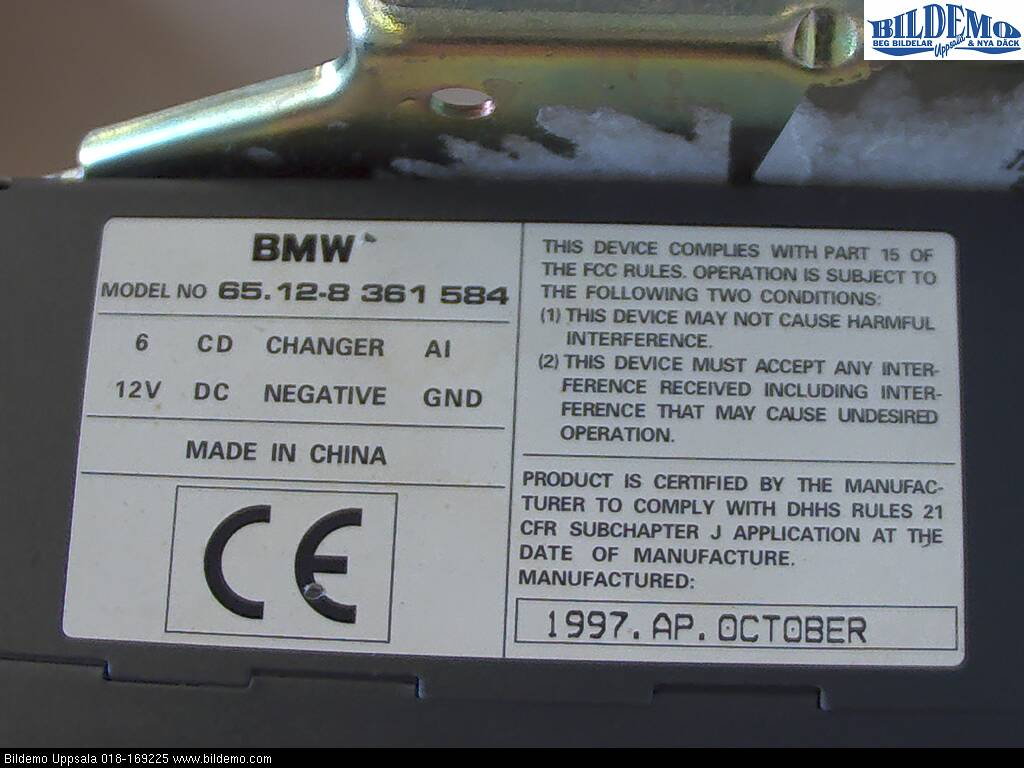 BILDEMO
BEG BILDELAR Uppsala & NYA DÄCK
BMW
MODEL NO 65.12-8 361 584
6 CD CHANGER AI
12V DC NEGATIVE GND
MADE IN CHINA
CE
THIS DEVICE COMPLIES WITH PART 15 OF
THE FCC RULES. OPERATION IS SUBJECT TO
THE FOLLOWING TWO CONDITIONS:
(1) THIS DEVICE MAY NOT CAUSE HARMFUL
INTERFERENCE.
(2) THIS DEVICE MUST ACCEPT ANY INTER-
FERENCE RECEIVED INCLUDING INTER-
FERENCE THAT MAY CAUSE UNDESIRED
OPERATION.
PRODUCT IS CERTIFIED BY THE MANUFAC-
TURER TO COMPLY WITH DHHS RULES 21
CFR SUBCHAPTER J APPLICATION AT THE
DATE OF MANUFACTURE.
MANUFACTURED:
1997. AP. OCTOBER
Bildemo Uppsala 018-169225 www.bildemo.com